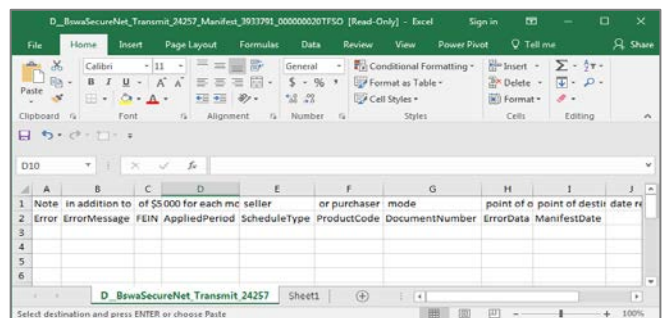 D__BswaSecureNet_Transmit_24257_Manifest_3933791_000000020TFSO [Read-Only] - Excel Sign in
File Home Insert Page Layout Formulas Data Review View Power Pivot Tell me Share
Calibri 11 General Conditional Formatting Insert Σ
Paste B I U A A $ % , Format as Table Delete
Cell Styles Format
Clipboard Font Alignment Number Styles Cells Editing
D10 fx
A B C D E F G H I J
1 Note in addition to of $5000 for each mo seller or purchaser mode point of o point of destin date re
2 Error ErrorMessage FEIN AppliedPeriod ScheduleType ProductCode DocumentNumber ErrorData ManifestDate
3
4
5
6
D__BswaSecureNet_Transmit_24257 Sheet1
Select destination and press ENTER or choose Paste 100%